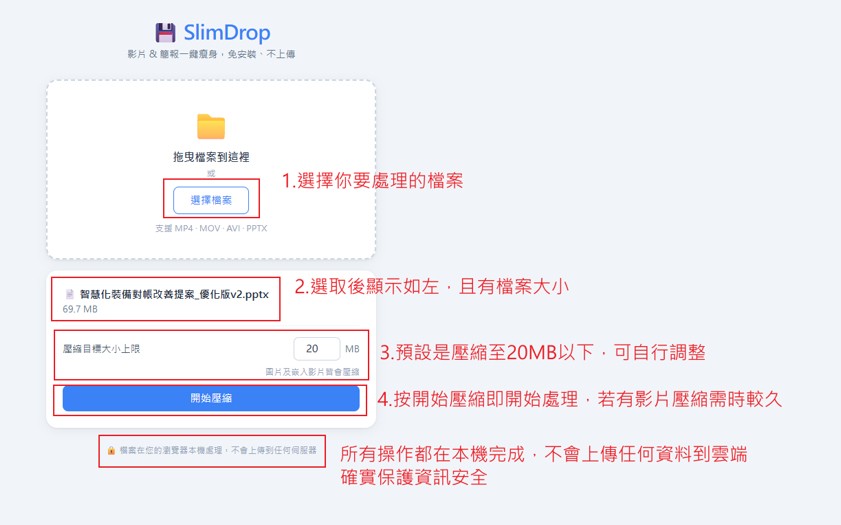 SlimDrop
影片 & 簡報一鍵瘦身，免安裝、不上傳
拖曳檔案到這裡
或
選擇檔案
支援 MP4 · MOV · AVI · PPTX
1.選擇你要處理的檔案
智慧化裝備對帳改善提案_優化版v2.pptx
69.7 MB
2.選取後顯示如左，且有檔案大小
壓縮目標大小上限
20 MB
圖片及嵌入影片皆會壓縮
3.預設是壓縮至20MB以下，可自行調整
開始壓縮
4.按開始壓縮即開始處理，若有影片壓縮需時較久
檔案在您的瀏覽器本機處理，不會上傳到任何伺服器
所有操作都在本機完成，不會上傳任何資料到雲端
確實保護資訊安全